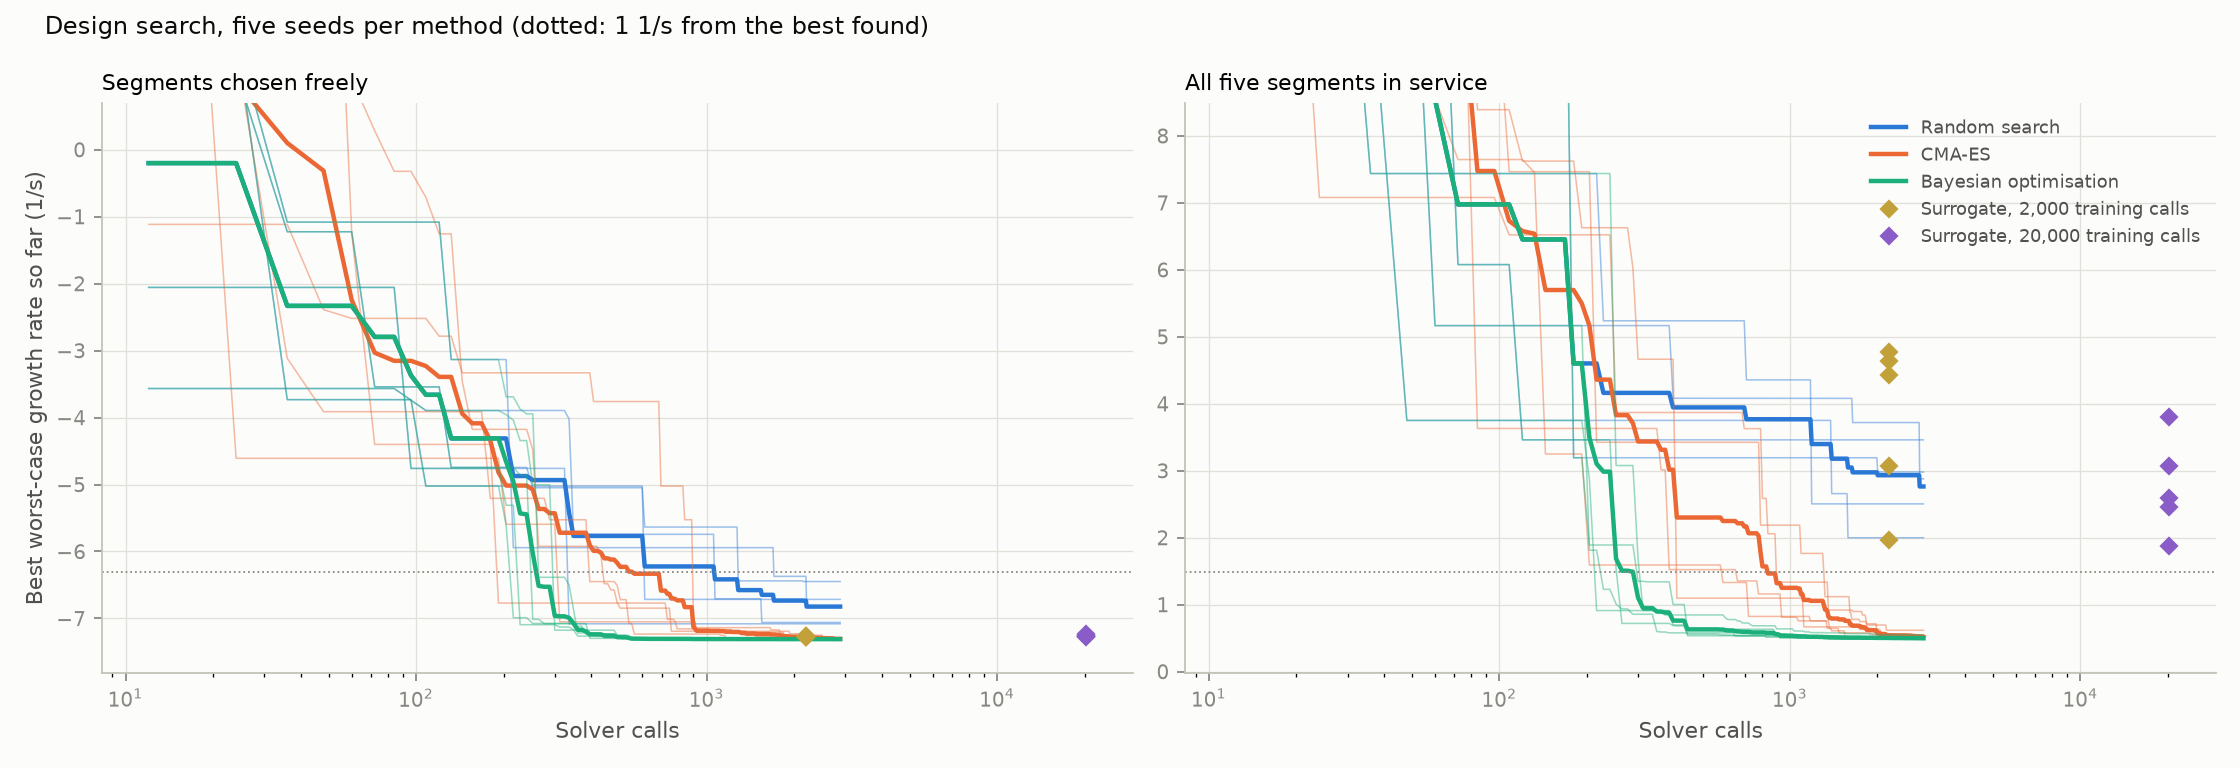 Design search, five seeds per method (dotted: 1 1/s from the best found)
Segments chosen freely
Best worst-case growth rate so far (1/s)
0
−1
−2
−3
−4
−5
−6
−7
10¹
10²
10³
10⁴
Solver calls
All five segments in service
8
7
6
5
4
3
2
1
0
10¹
10²
10³
10⁴
Solver calls
Random search
CMA-ES
Bayesian optimisation
Surrogate, 2,000 training calls
Surrogate, 20,000 training calls